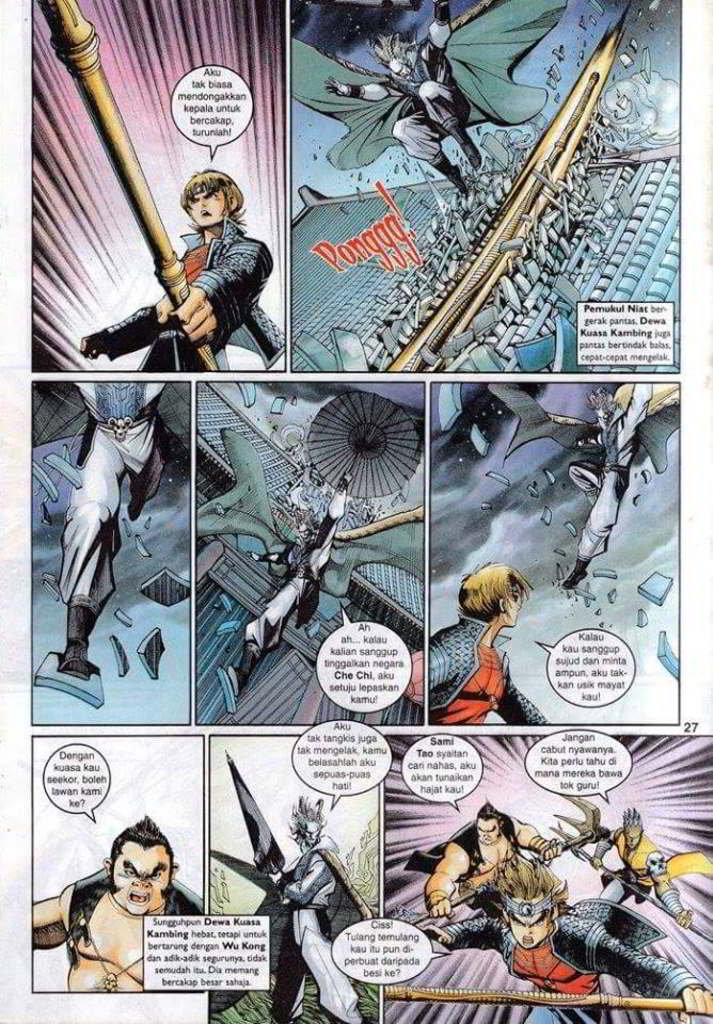 Aku
tak biasa
mendongakkan
kepala untuk
bercakap,
turunlah!
Ponggg!
Pemukul Niat ber-
gerak pantas, Dewa
Kuasa Kambing juga
pantas bertindak balas,
cepat-cepat mengelak.
Ah
ah... kalau
kalian sanggup
tinggalkan negara
Che Chi, aku
setuju lepaskan
kamu!
Kalau
kau sanggup
sujud dan minta
ampun, aku tak-
kan usik mayat
kau!
27
Dengan
kuasa kau
seekor, boleh
lawan kami
ke?
Sungguhpun Dewa Kuasa
Kambing hebat, tetapi untuk
bertarung dengan Wu Kong
dan adik-adik segurunya, tidak
semudah itu. Dia memang
bercakap besar sahaja.
Aku
tak tangkis juga
tak mengelak, kamu
belasahlah aku
sepuas-puas
hati!
Sami
Tao syaitan
cari nahas, aku
akan tunaikan
hajat kau!
Jangan
cabut nyawanya.
Kita perlu tahu di
mana mereka bawa
tok guru!
Ciss!
Tulang temulang
kau itu pun di-
perbuat daripada
besi ke?